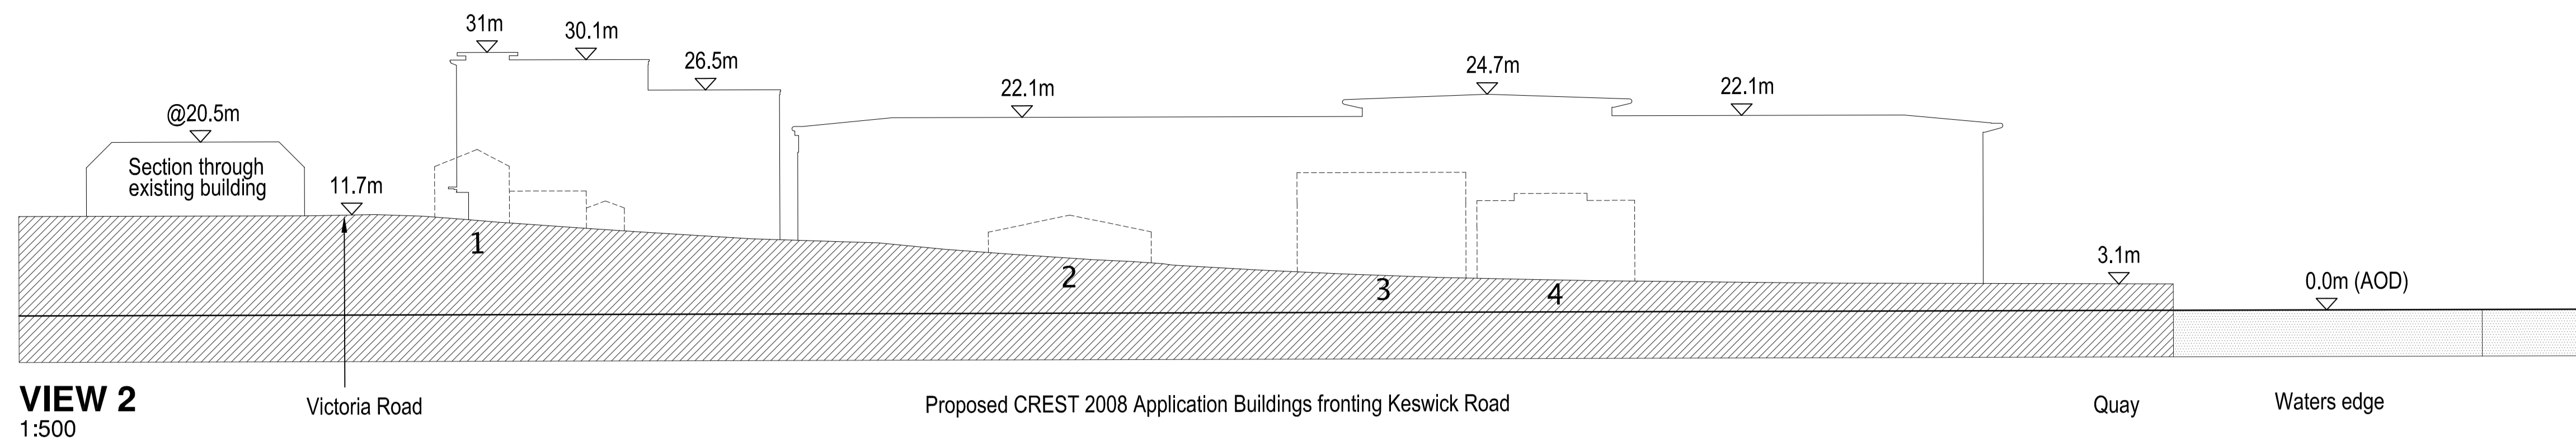 31m
30.1m
26.5m
24.7m
22.1m
22.1m
@20.5m
Section through
existing building
11.7m
1
2
3
4
3.1m
0.0m (AOD)
VIEW 2
1:500
Victoria Road
Proposed CREST 2008 Application Buildings fronting Keswick Road
Quay
Waters edge